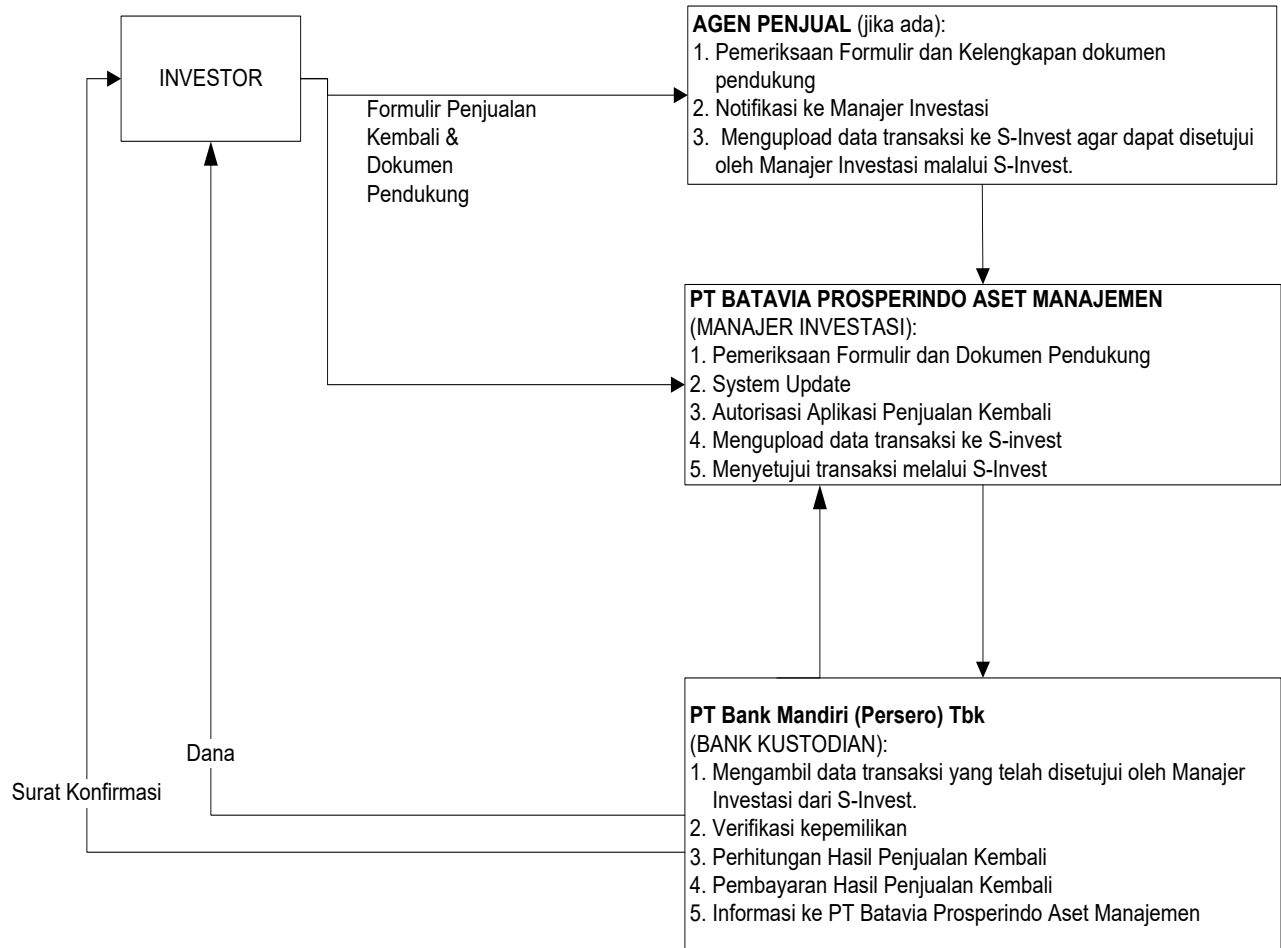 INVESTOR
Formulir Penjualan
Kembali &
Dokumen
Pendukung
AGEN PENJUAL (jika ada):
1. Pemeriksaan Formulir dan Kelengkapan dokumen
pendukung
2. Notifikasi ke Manajer Investasi
3. Mengupload data transaksi ke S-Invest agar dapat disetujui
oleh Manajer Investasi malalui S-Invest.
PT BATAVIA PROSPERINDO ASET MANAJEMEN
(MANAJER INVESTASI):
1. Pemeriksaan Formulir dan Dokumen Pendukung
2. System Update
3. Autorisasi Aplikasi Penjualan Kembali
4. Mengupload data transaksi ke S-invest
5. Menyetujui transaksi melalui S-Invest
PT Bank Mandiri (Persero) Tbk
(BANK KUSTODIAN):
1. Mengambil data transaksi yang telah disetujui oleh Manajer
Investasi dari S-Invest.
2. Verifikasi kepemilikan
3. Perhitungan Hasil Penjualan Kembali
4. Pembayaran Hasil Penjualan Kembali
5. Informasi ke PT Batavia Prosperindo Aset Manajemen
Dana
Surat Konfirmasi